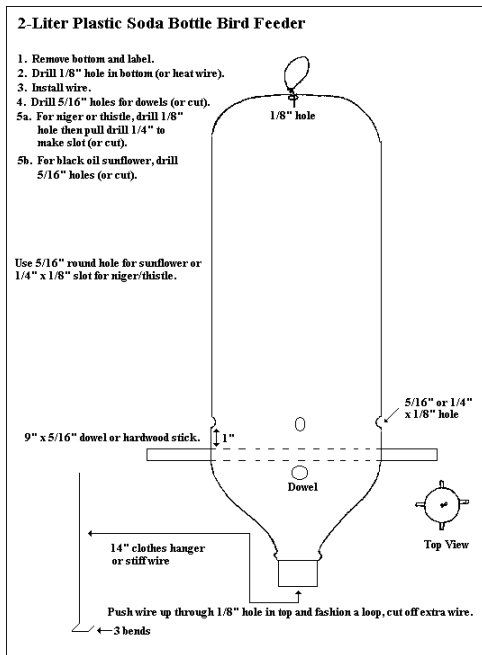 2-Liter Plastic Soda Bottle Bird Feeder
1. Remove bottom and label.
2. Drill 1/8" hole in bottom (or heat wire).
3. Install wire.
4. Drill 5/16" holes for dowels (or cut).
5a. For niger or thistle, drill 1/8"
hole then pull drill 1/4" to
make slot (or cut).
5b. For black oil sunflower, drill
5/16" holes (or cut).
1/8" hole
Use 5/16" round hole for sunflower or
1/4" x 1/8" slot for niger/thistle.
5/16" or 1/4"
x 1/8" hole
9" x 5/16" dowel or hardwood stick.
1"
Dowel
Top View
14" clothes hanger
or stiff wire
Push wire up through 1/8" hole in top and fashion a loop, cut off extra wire.
3 bends